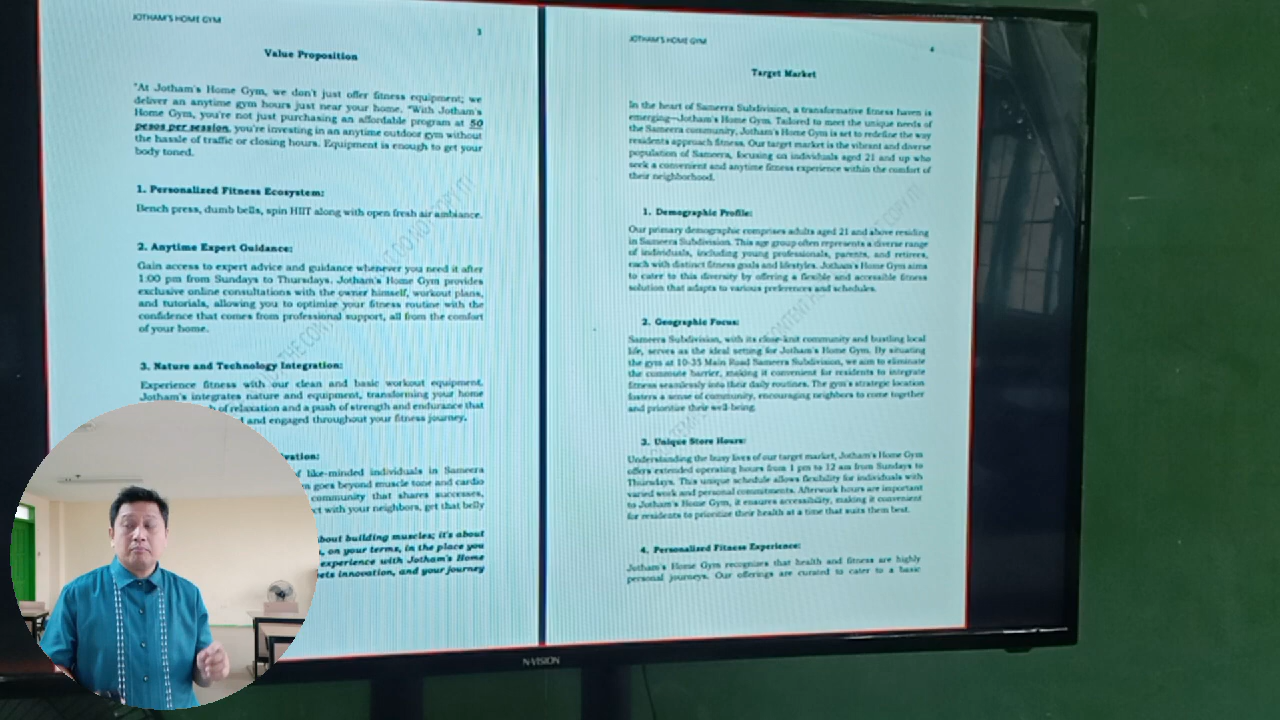 JOTHAM'S HOME GYM
3
Value Proposition
"At Jotham's Home Gym, we don't just offer fitness equipment; we
deliver an anytime gym hours just near your home. "With Jotham's
Home Gym, you're not just purchasing an affordable program at 50
pesos per session, you're investing in an anytime outdoor gym without
the hassle of traffic or closing hours. Equipment is enough to get your
body toned.
1. Personalized Fitness Ecosystem:
Bench press, dumb bells, spin HIIT along with open fresh air ambiance.
2. Anytime Expert Guidance:
Gain access to expert advice and guidance whenever you need it after
1:00 pm from Sundays to Thursdays. Jotham's Home Gym provides
exclusive online consultations with the owner himself, workout plans,
and tutorials, allowing you to optimize your fitness routine with the
confidence that comes from professional support, all from the comfort
of your home.
3. Nature and Technology Integration:
Experience fitness with our clean and basic workout equipment.
Jotham's integrates nature and equipment, transforming your home
of relaxation and a push of strength and endurance that
and engaged throughout your fitness journey.
of like-minded individuals in Sameera
goes beyond muscle tone and cardio
community that shares successes,
with your neighbors, get that belly
about building muscles; it's about
on your terms, in the place you
experience with Jotham's Home
innovation, and your journey
JOTHAM'S HOME GYM
4
Target Market
In the heart of Sameera Subdivision, a transformative fitness haven is
emerging—Jotham's Home Gym. Tailored to meet the unique needs of
the Sameera community, Jotham's Home Gym is set to redefine the way
residents approach fitness. Our target market is the vibrant and diverse
population of Sameera, focusing on individuals aged 21 and up who
seek a convenient and anytime fitness experience within the comfort of
their neighborhood.
1. Demographic Profile:
Our primary demographic comprises adults aged 21 and above residing
in Sameera Subdivision. This age group often represents a diverse range
of individuals, including young professionals, parents, and retirees,
each with distinct fitness goals and lifestyles. Jotham's Home Gym aims
to cater to this diversity by offering a flexible and accessible fitness
solution that adapts to various preferences and schedules.
2. Geographic Focus:
Sameera Subdivision, with its close-knit community and bustling local
life, serves as the ideal setting for Jotham's Home Gym. By situating
the gym at 10-35 Main Road Sameera Subdivision, we aim to eliminate
the commute barrier, making it convenient for residents to integrate
fitness seamlessly into their daily routines. The gym's strategic location
fosters a sense of community, encouraging neighbors to come together
and prioritize their well-being.
3. Unique Store Hours:
Understanding the busy lives of our target market, Jotham's Home Gym
offers extended operating hours from 1 pm to 12 am from Sundays to
Thursdays. This unique schedule allows flexibility for individuals with
varied work and personal commitments. Afterwork hours are important
to Jotham's Home Gym, it ensures accessibility, making it convenient
for residents to prioritize their health at a time that suits them best.
4. Personalized Fitness Experience:
Jotham's Home Gym recognizes that health and fitness are highly
personal journeys. Our offerings are curated to cater to a basic
N-VISION